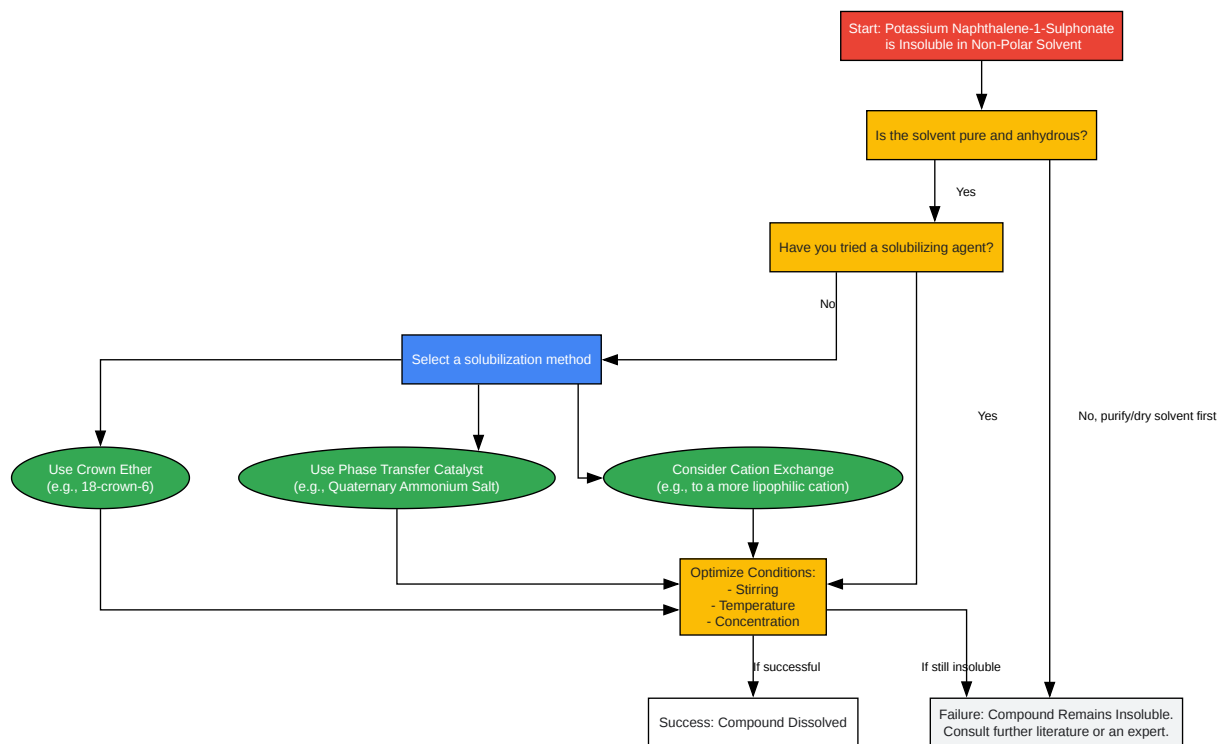 Start: Potassium Naphthalene-1-Sulphonate
is Insoluble in Non-Polar Solvent
Is the solvent pure and anhydrous?
Yes
Have you tried a solubilizing agent?
No
Select a solubilization method
Yes
No, purify/dry solvent first
Use Crown Ether
(e.g., 18-crown-6)
Use Phase Transfer Catalyst
(e.g., Quaternary Ammonium Salt)
Consider Cation Exchange
(e.g., to a more lipophilic cation)
Optimize Conditions:
- Stirring
- Temperature
- Concentration
If successful
If still insoluble
Success: Compound Dissolved
Failure: Compound Remains Insoluble.
Consult further literature or an expert.